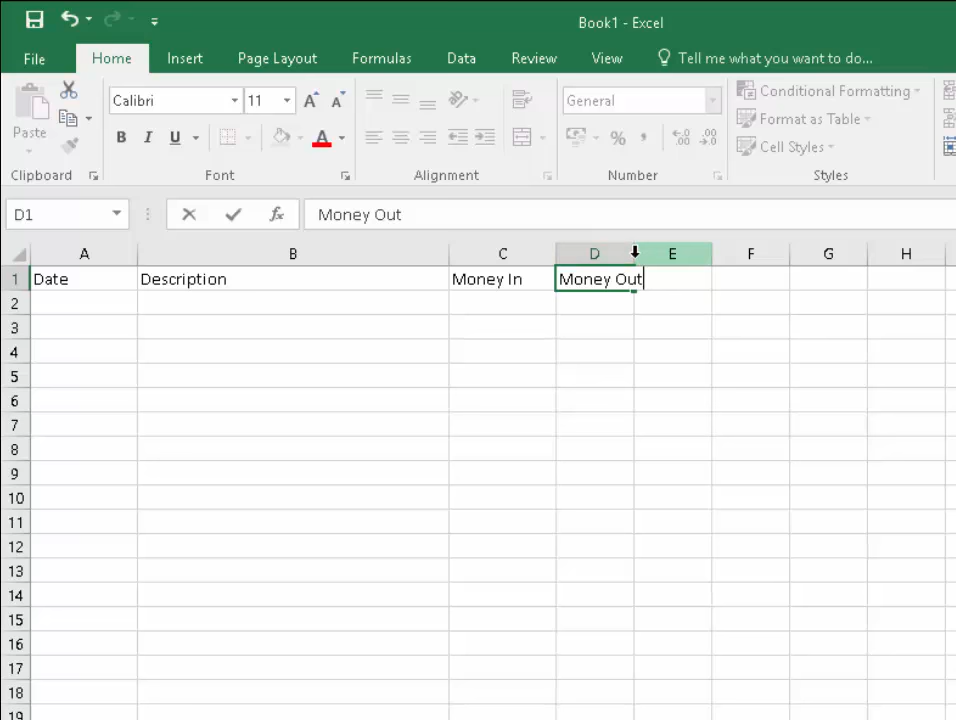 Book1 - Excel
File Home Insert Page Layout Formulas Data Review View Tell me what you want to do...
Paste Calibri 11 General Conditional Formatting
B I U A % Format as Table
Cell Styles
Clipboard Font Alignment Number Styles
D1 fx Money Out
A B C D E F G H
1 Date Description Money In Money Out
2
3
4
5
6
7
8
9
10
11
12
13
14
15
16
17
18
19